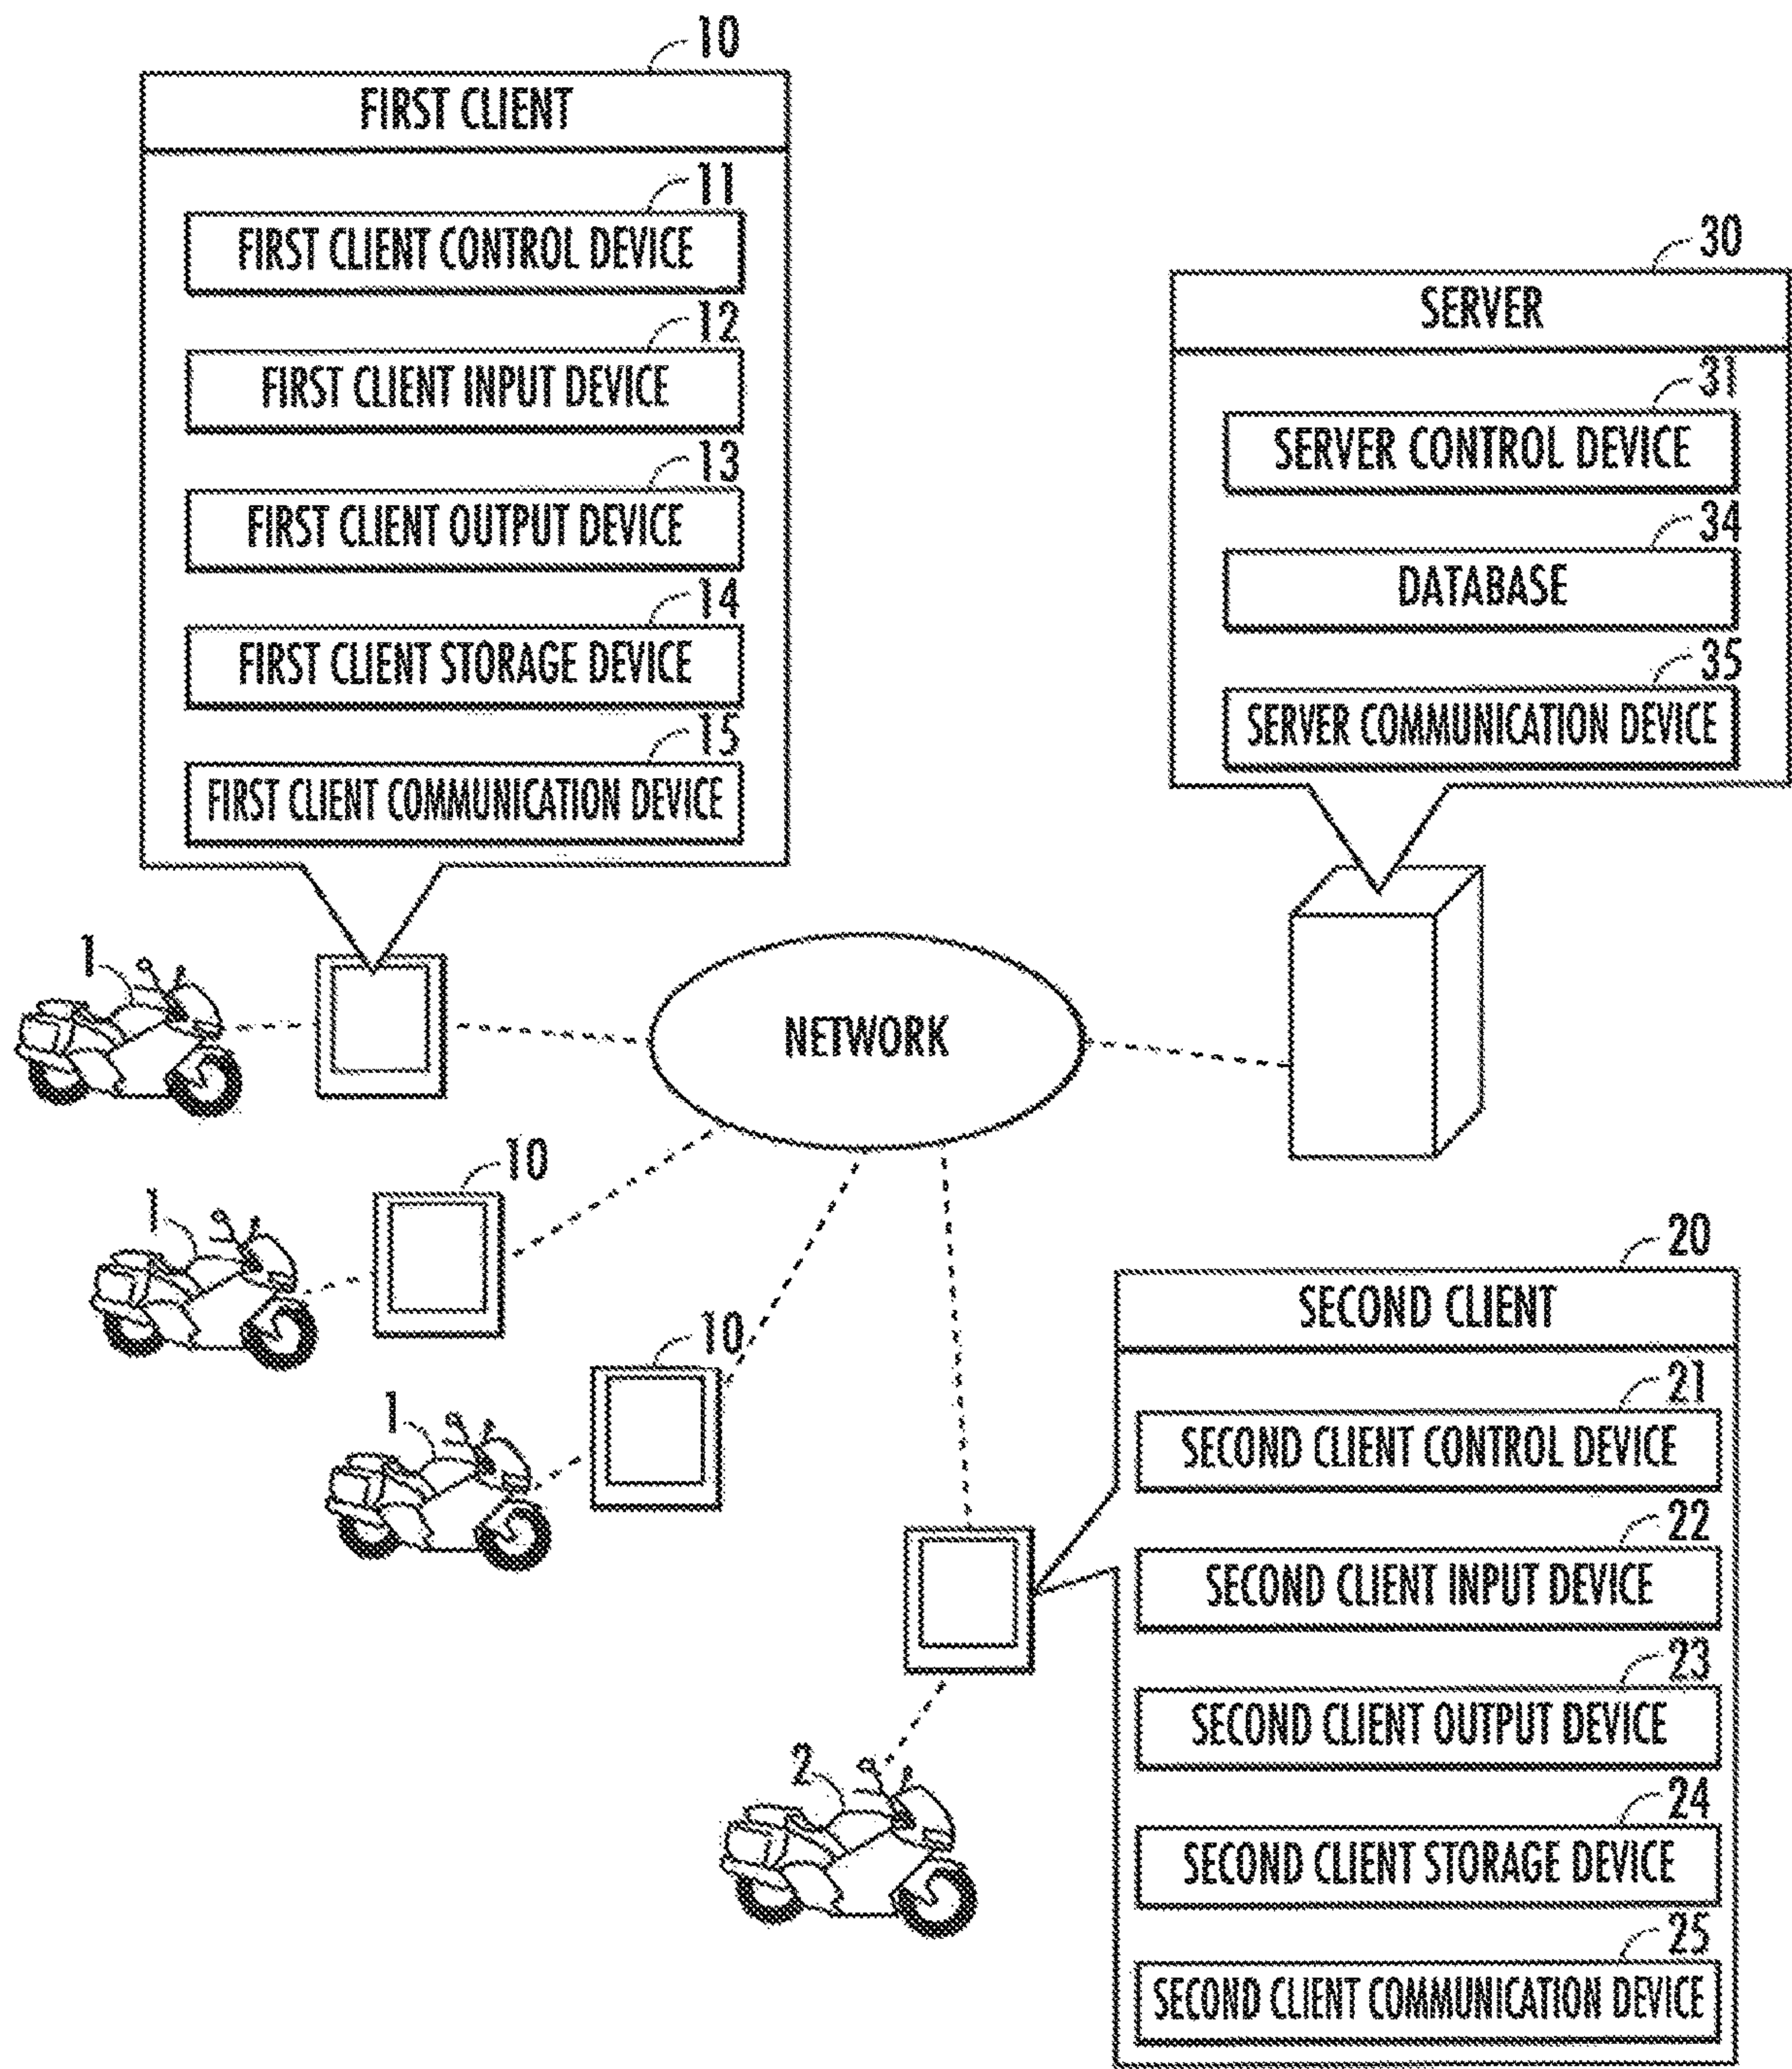 10
FIRST CLIENT
11
FIRST CLIENT CONTROL DEVICE
12
FIRST CLIENT INPUT DEVICE
13
FIRST CLIENT OUTPUT DEVICE
14
FIRST CLIENT STORAGE DEVICE
15
FIRST CLIENT COMMUNICATION DEVICE
30
SERVER
31
SERVER CONTROL DEVICE
34
DATABASE
35
SERVER COMMUNICATION DEVICE
1
NETWORK
1
10
1
10
20
SECOND CLIENT
21
SECOND CLIENT CONTROL DEVICE
22
SECOND CLIENT INPUT DEVICE
23
SECOND CLIENT OUTPUT DEVICE
24
SECOND CLIENT STORAGE DEVICE
25
SECOND CLIENT COMMUNICATION DEVICE
2